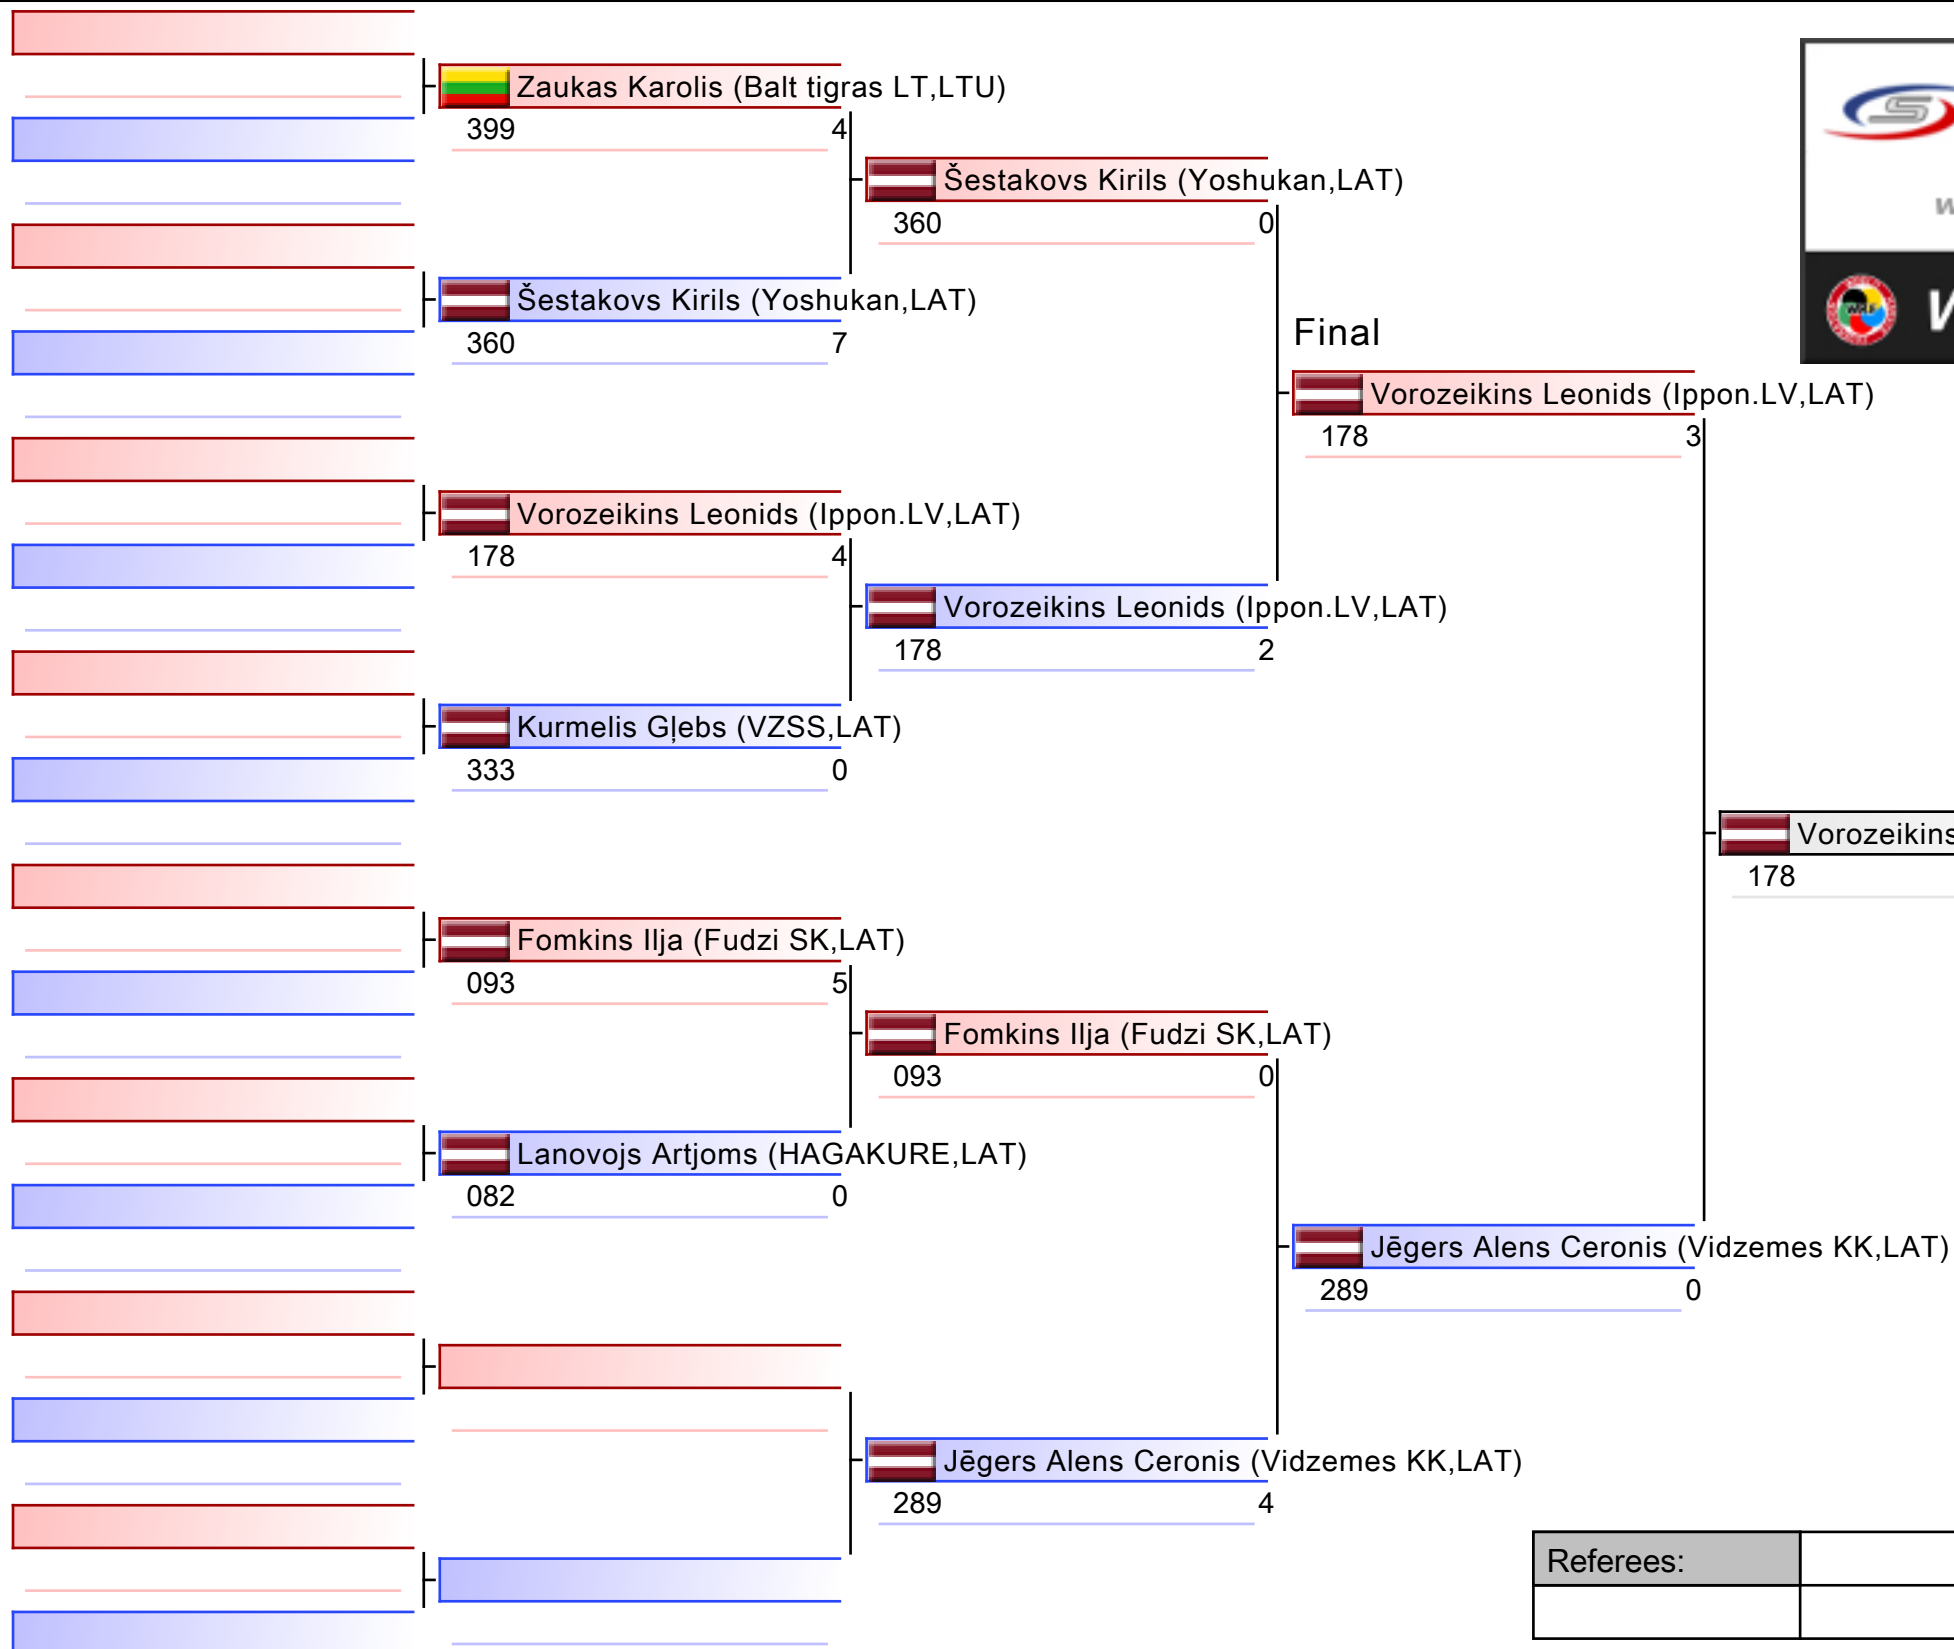 Zaukas Karolis (Balt tigras LT,LTU)
399 4
Šestakovs Kirils (Yoshukan,LAT)
360 0
Šestakovs Kirils (Yoshukan,LAT)
360 7
Final
Vorozeikins Leonids (Ippon.LV,LAT)
178 3
Vorozeikins Leonids (Ippon.LV,LAT)
178 4
Vorozeikins Leonids (Ippon.LV,LAT)
178 2
Kurmelis Gļebs (VZSS,LAT)
333 0
Vorozeikins
178
Fomkins Ilja (Fudzi SK,LAT)
093 5
Fomkins Ilja (Fudzi SK,LAT)
093 0
Lanovojs Artjoms (HAGAKURE,LAT)
082 0
Jēgers Alens Ceronis (Vidzemes KK,LAT)
289 0
Jēgers Alens Ceronis (Vidzemes KK,LAT)
289 4
Referees: